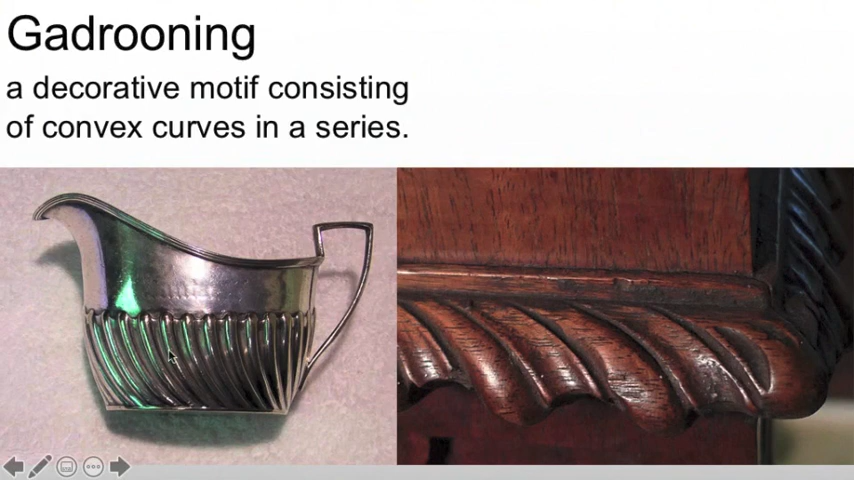 Gadrooning
a decorative motif consisting
of convex curves in a series.